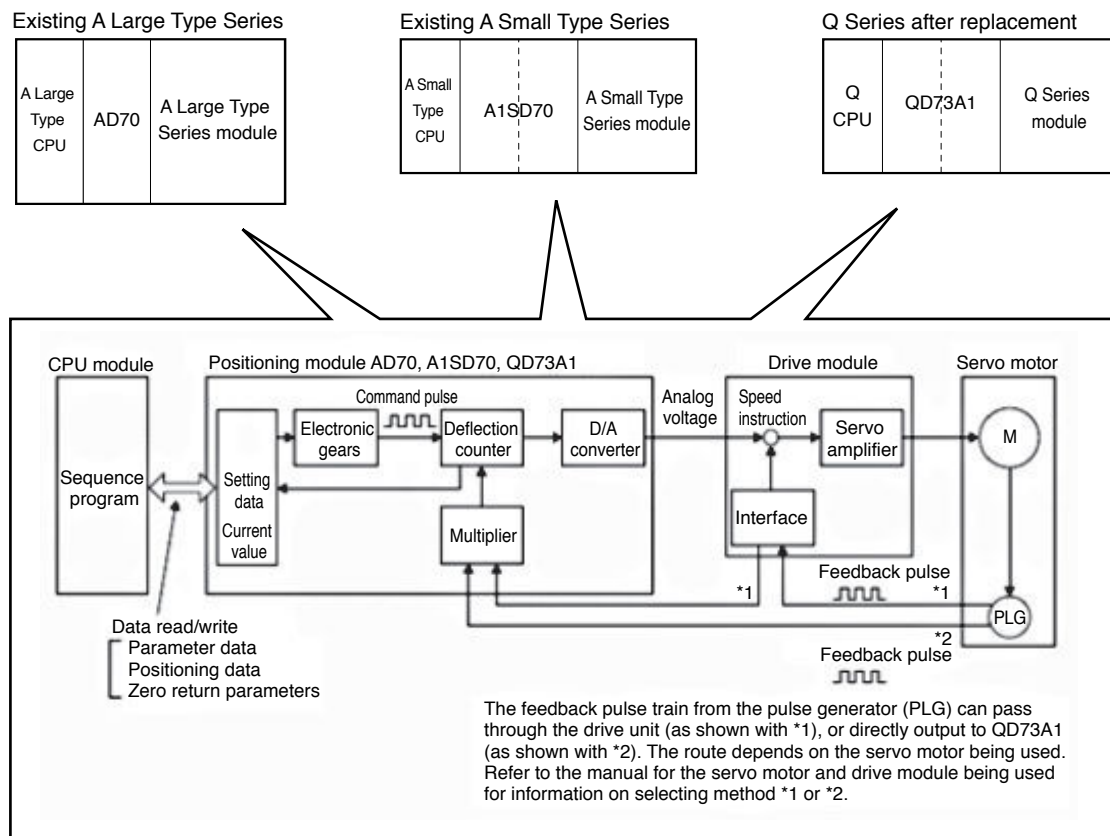 Existing A Large Type Series
A Large
Type
CPU
AD70
A Large Type
Series module
Existing A Small Type Series
A Small
Type
CPU
A1SD70
A Small Type
Series module
Q Series after replacement
Q
CPU
QD73A1
Q Series
module
CPU module
Sequence
program
Positioning module AD70, A1SD70, QD73A1
Setting
data
Current
value
Electronic
gears
Command pulse
Deflection
counter
D/A
converter
Multiplier
Analog
voltage
Drive module
Speed
instruction
Servo
amplifier
Interface
Servo motor
M
PLG
*1
Feedback pulse
*1
*2
Feedback pulse
Data read/write
Parameter data
Positioning data
Zero return parameters
The feedback pulse train from the pulse generator (PLG) can pass
through the drive unit (as shown with *1), or directly output to QD73A1
(as shown with *2). The route depends on the servo motor being used.
Refer to the manual for the servo motor and drive module being used
for information on selecting method *1 or *2.